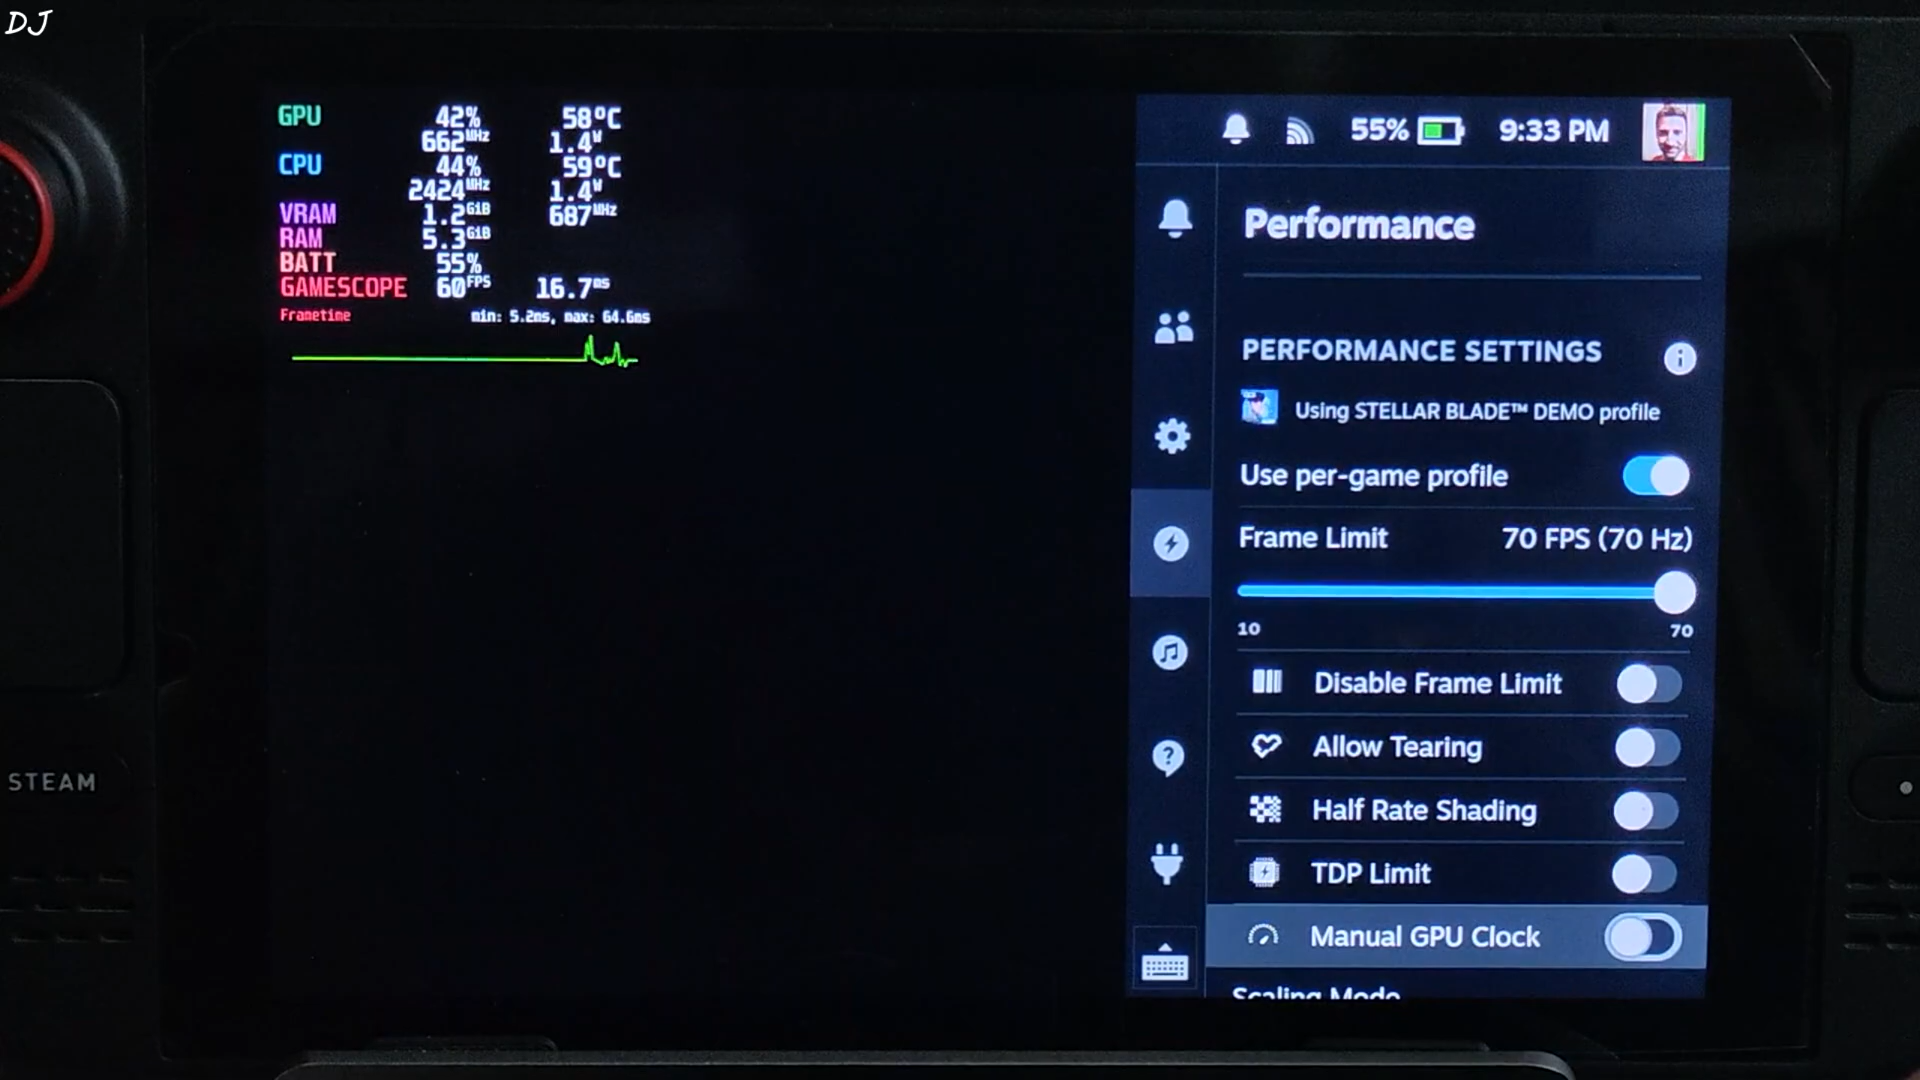 DJ
GPU 42% 58°C
662MHz 1.4W
CPU 44% 59°C
2424MHz 1.4W
VRAM 1.2GiB 687MHz
RAM 5.3GiB
BATT 55%
GAMESCOPE 60FPS 16.7ms
Frametime min: 5.2ms, max: 64.6ms
STEAM
55% 9:33 PM
Performance
PERFORMANCE SETTINGS
Using STELLAR BLADE™ DEMO profile
Use per-game profile
Frame Limit 70 FPS (70 Hz)
10 70
Disable Frame Limit
Allow Tearing
Half Rate Shading
TDP Limit
Manual GPU Clock
Scaling Mode